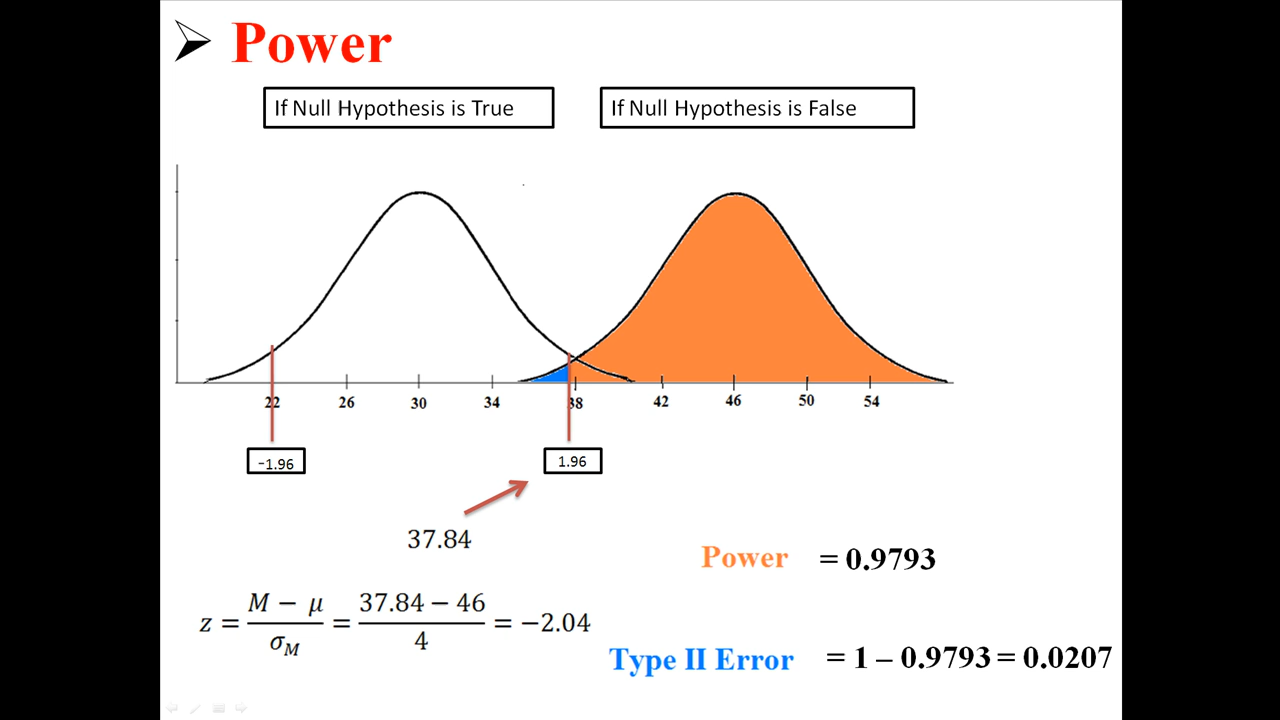 Power
If Null Hypothesis is True
If Null Hypothesis is False
22 26 30 34 38 42 46 50 54
-1.96
1.96
37.84
z = (M − μ)/σ_M = (37.84 − 46)/4 = −2.04
Power = 0.9793
Type II Error = 1 – 0.9793 = 0.0207